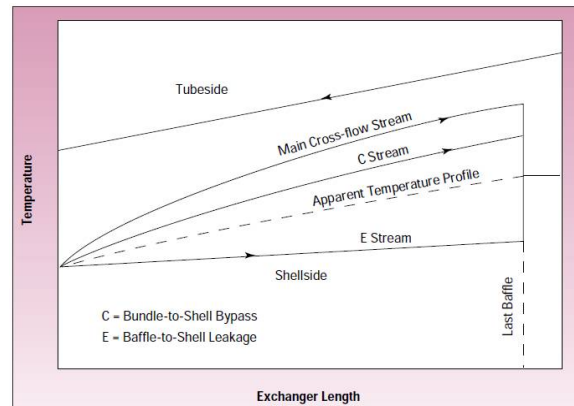 Tubeside
Main Cross-flow Stream
C Stream
Apparent Temperature Profile
E Stream
Shellside
C = Bundle-to-Shell Bypass
E = Baffle-to-Shell Leakage
Last Baffle
Temperature
Exchanger Length